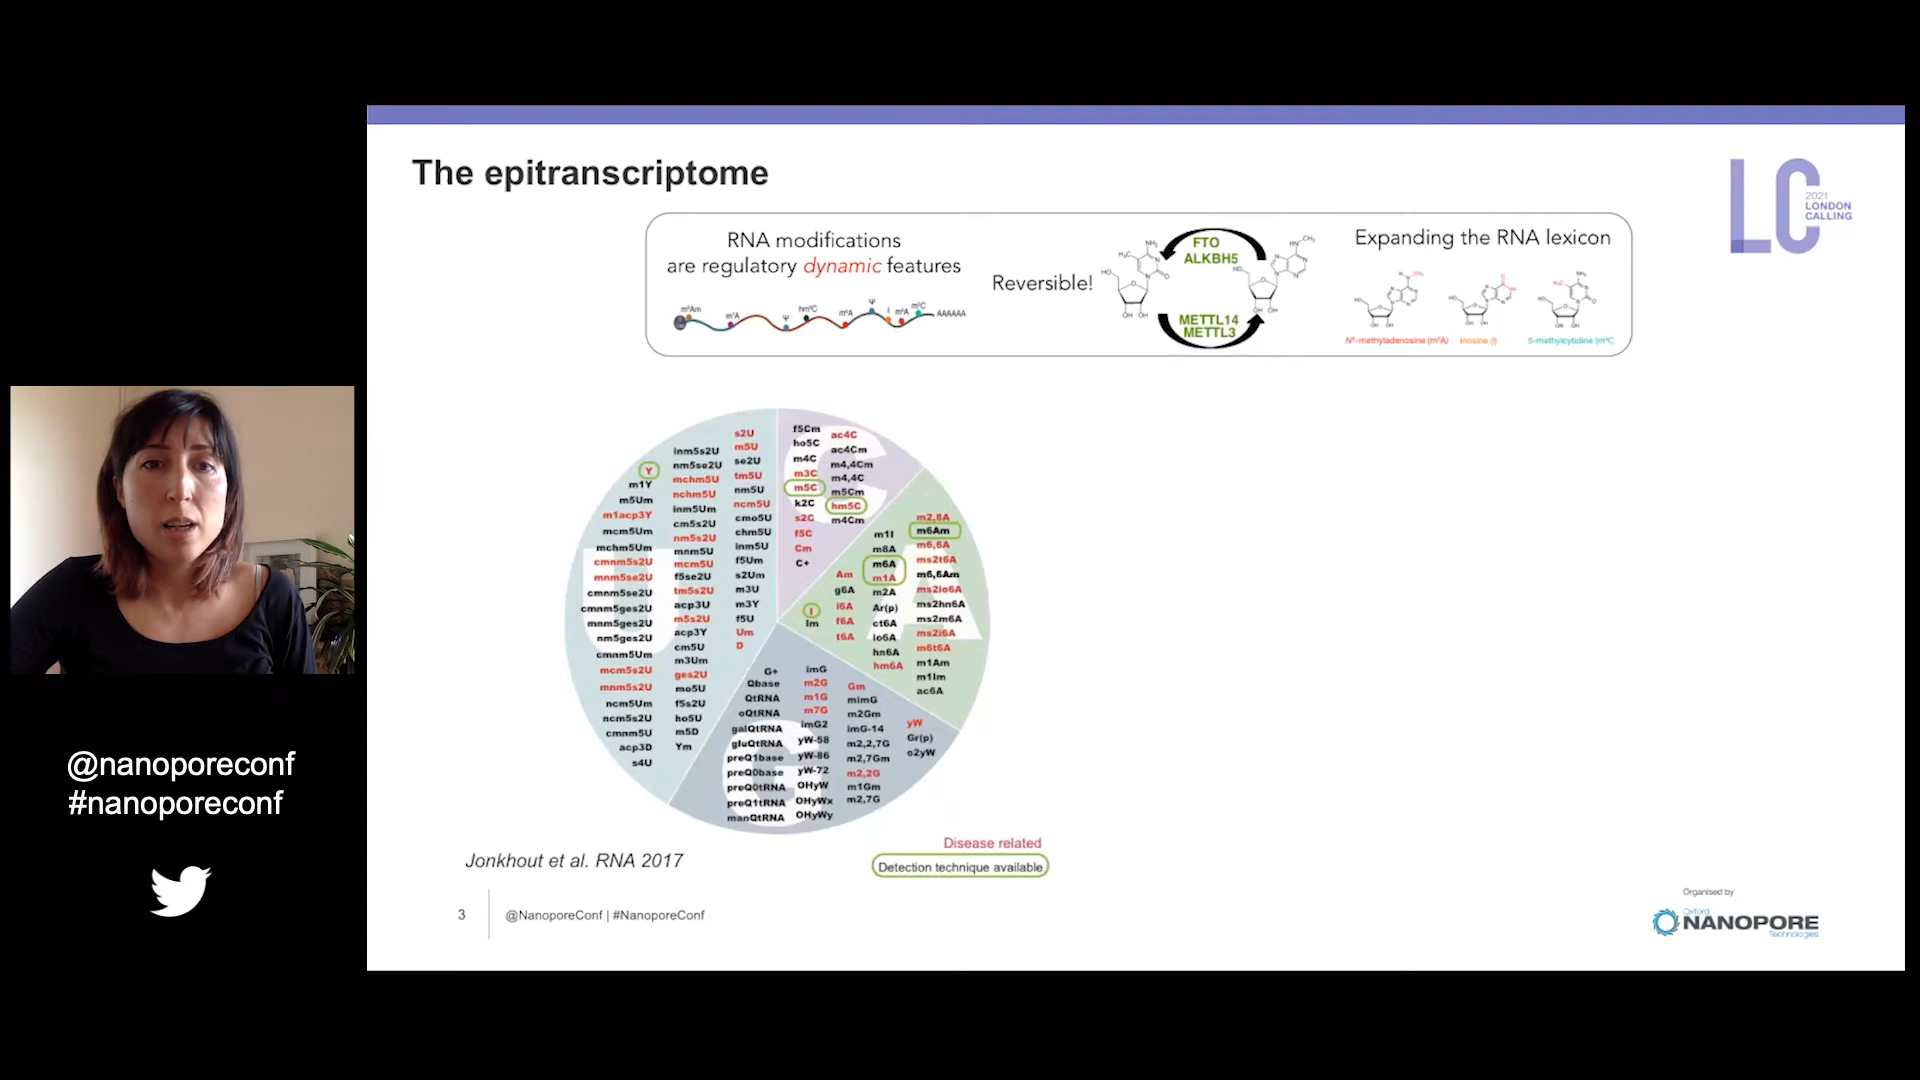 The epitranscriptome
LC
2021
LONDON
CALLING
RNA modifications
are regulatory dynamic features
m⁶Am
m¹A
Ψ
hm⁵C
m⁶A
Ψ
I
m⁶A
m⁵C
AAAAAA
Reversible!
FTO
ALKBH5
METTL14
METTL3
Expanding the RNA lexicon
N⁶-methyladenosine (m⁶A)
Inosine (I)
5-methylcytidine (m⁵C
U
Y
m1Y
m5Um
m1acp3Y
mcm5Um
mchm5Um
cmnm5s2U
mnm5se2U
cmnm5se2U
cmnm5ges2U
mnm5ges2U
nm5ges2U
cmnm5Um
mcm5s2U
mnm5s2U
ncm5Um
ncm5s2U
cmnm5U
acp3D
s4U
inm5s2U
nm5se2U
mchm5U
nchm5U
inm5Um
cm5s2U
nm5s2U
mnm5U
mcm5U
f5se2U
tm5s2U
acp3U
m5s2U
acp3Y
cm5U
m3Um
ges2U
mo5U
f5s2U
ho5U
m5D
Ym
s2U
m5U
se2U
tm5U
nm5U
ncm5U
cmo5U
chm5U
inm5U
f5Um
s2Um
m3U
m3Y
f5U
Um
D
C
f5Cm
ho5C
m4C
m3C
m5C
k2C
s2C
f5C
Cm
C+
ac4C
ac4Cm
m4,4Cm
m4,4C
m5Cm
hm5C
m4Cm
A
I
Im
Am
g6A
i6A
f6A
t6A
m1I
m8A
m6A
m1A
m2A
Ar(p)
ct6A
io6A
hn6A
hm6A
m2,8A
m6Am
m6,6A
ms2t6A
m6,6Am
ms2io6A
ms2hn6A
ms2m6A
ms2i6A
m6t6A
m1Am
m1Im
ac6A
G
G+
Qbase
QtRNA
oQtRNA
galQtRNA
gluQtRNA
preQ1base
preQ0base
preQ0tRNA
preQ1tRNA
manQtRNA
imG
m2G
m1G
m7G
imG2
yW-58
yW-86
yW-72
OHyW
OHyWx
OHyWy
Gm
mimG
m2Gm
imG-14
m2,2,7G
m2,7Gm
m2,2G
m1Gm
m2,7G
yW
Gr(p)
o2yW
Disease related
Detection technique available
Jonkhout et al. RNA 2017
3
@NanoporeConf | #NanoporeConf
Organised by
Oxford
NANOPORE
Technologies
@nanoporeconf
#nanoporeconf